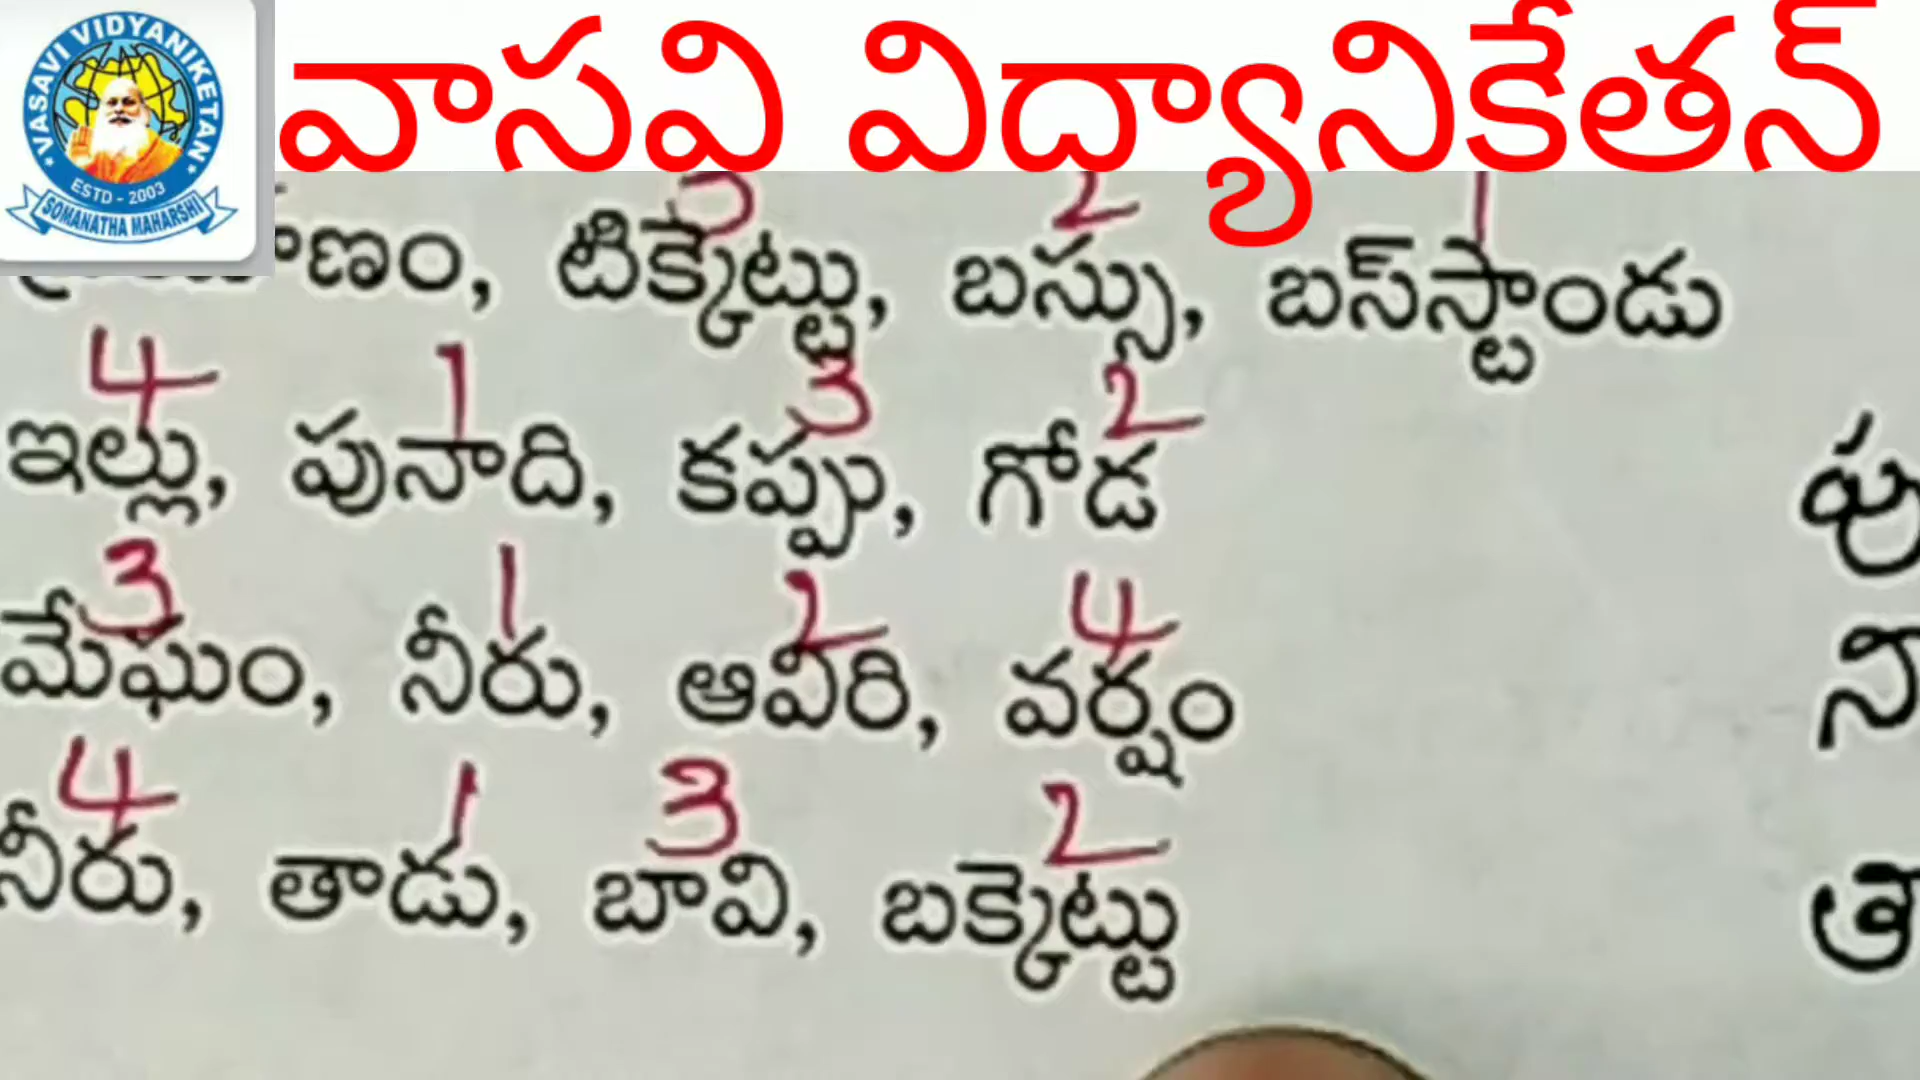 VASAVI VIDYANIKETAN
ESTD - 2003
SOMANATHA MAHARSHI
వాసవి విద్యానికేతన్
3 2 1
టిక్కెట్టు, బస్సు, బస్‌స్టాండు
4 1 3 2
ఇల్లు, పునాది, కప్పు, గోడ
3 1 2 4
మేఘం, నీరు, ఆవిరి, వర్షం
4 1 3 2
నీరు, తాడు, బావి, బక్కెట్టు